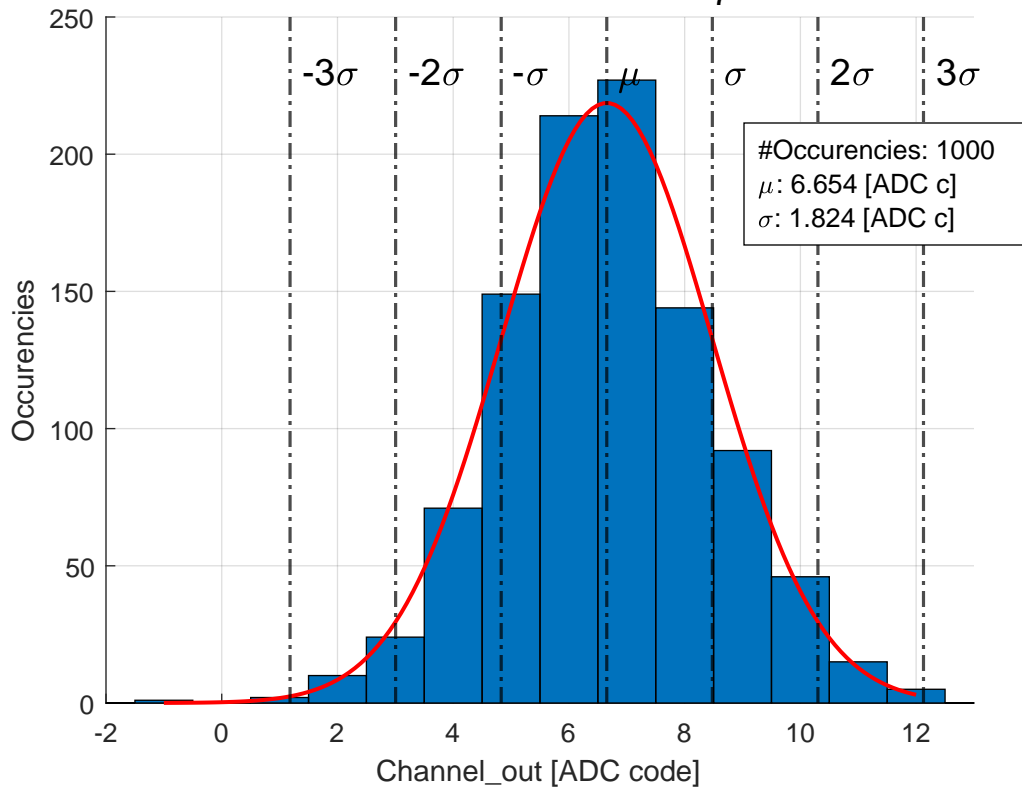 250
-3σ -2σ -σ μ σ 2σ 3σ
#Occurencies: 1000
μ: 6.654 [ADC c]
σ: 1.824 [ADC c]
200
150
100
50
0
Occurencies
-2 0 2 4 6 8 10 12
Channel_out [ADC code]